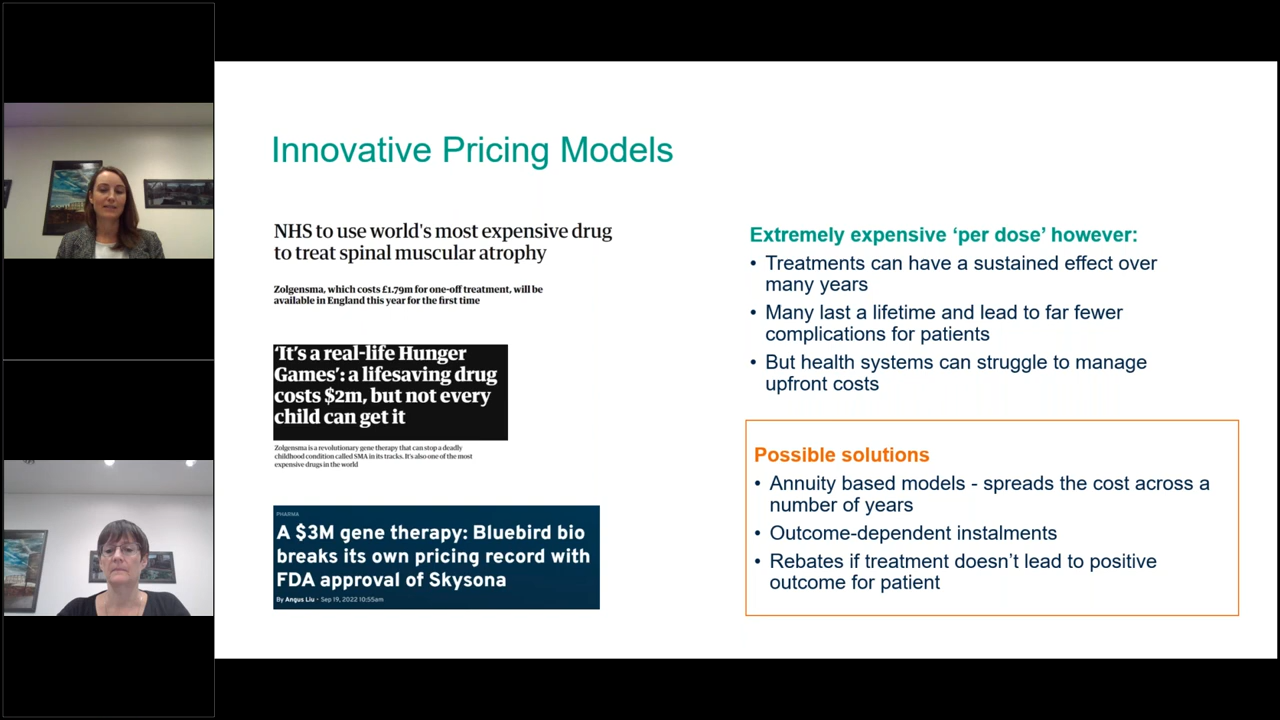 Innovative Pricing Models
NHS to use world's most expensive drug
to treat spinal muscular atrophy
Zolgensma, which costs £1.79m for one-off treatment, will be
available in England this year for the first time
‘It’s a real-life Hunger
Games’: a lifesaving drug
costs $2m, but not every
child can get it
Zolgensma is a revolutionary gene therapy that can stop a deadly
childhood condition called SMA in its tracks. It's also one of the most
expensive drugs in the world
PHARMA
A $3M gene therapy: Bluebird bio
breaks its own pricing record with
FDA approval of Skysona
By Angus Liu • Sep 19, 2022 10:55am
Extremely expensive ‘per dose’ however:
• Treatments can have a sustained effect over
many years
• Many last a lifetime and lead to far fewer
complications for patients
• But health systems can struggle to manage
upfront costs
Possible solutions
• Annuity based models - spreads the cost across a
number of years
• Outcome-dependent instalments
• Rebates if treatment doesn’t lead to positive
outcome for patient